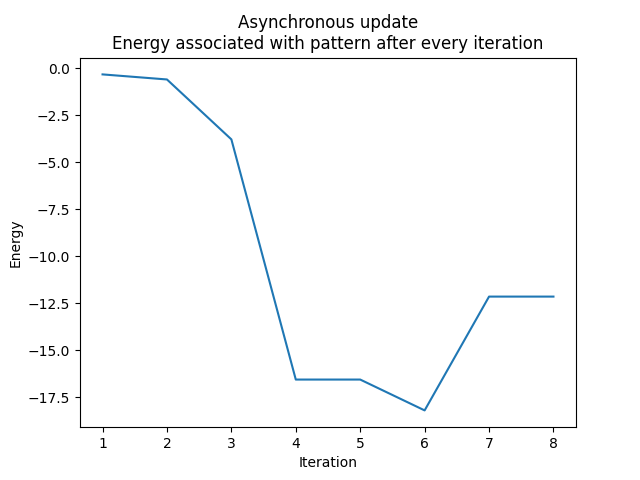 Asynchronous update
Energy associated with pattern after every iteration
0.0
−2.5
−5.0
−7.5
−10.0
−12.5
−15.0
−17.5
Energy
1 2 3 4 5 6 7 8
Iteration